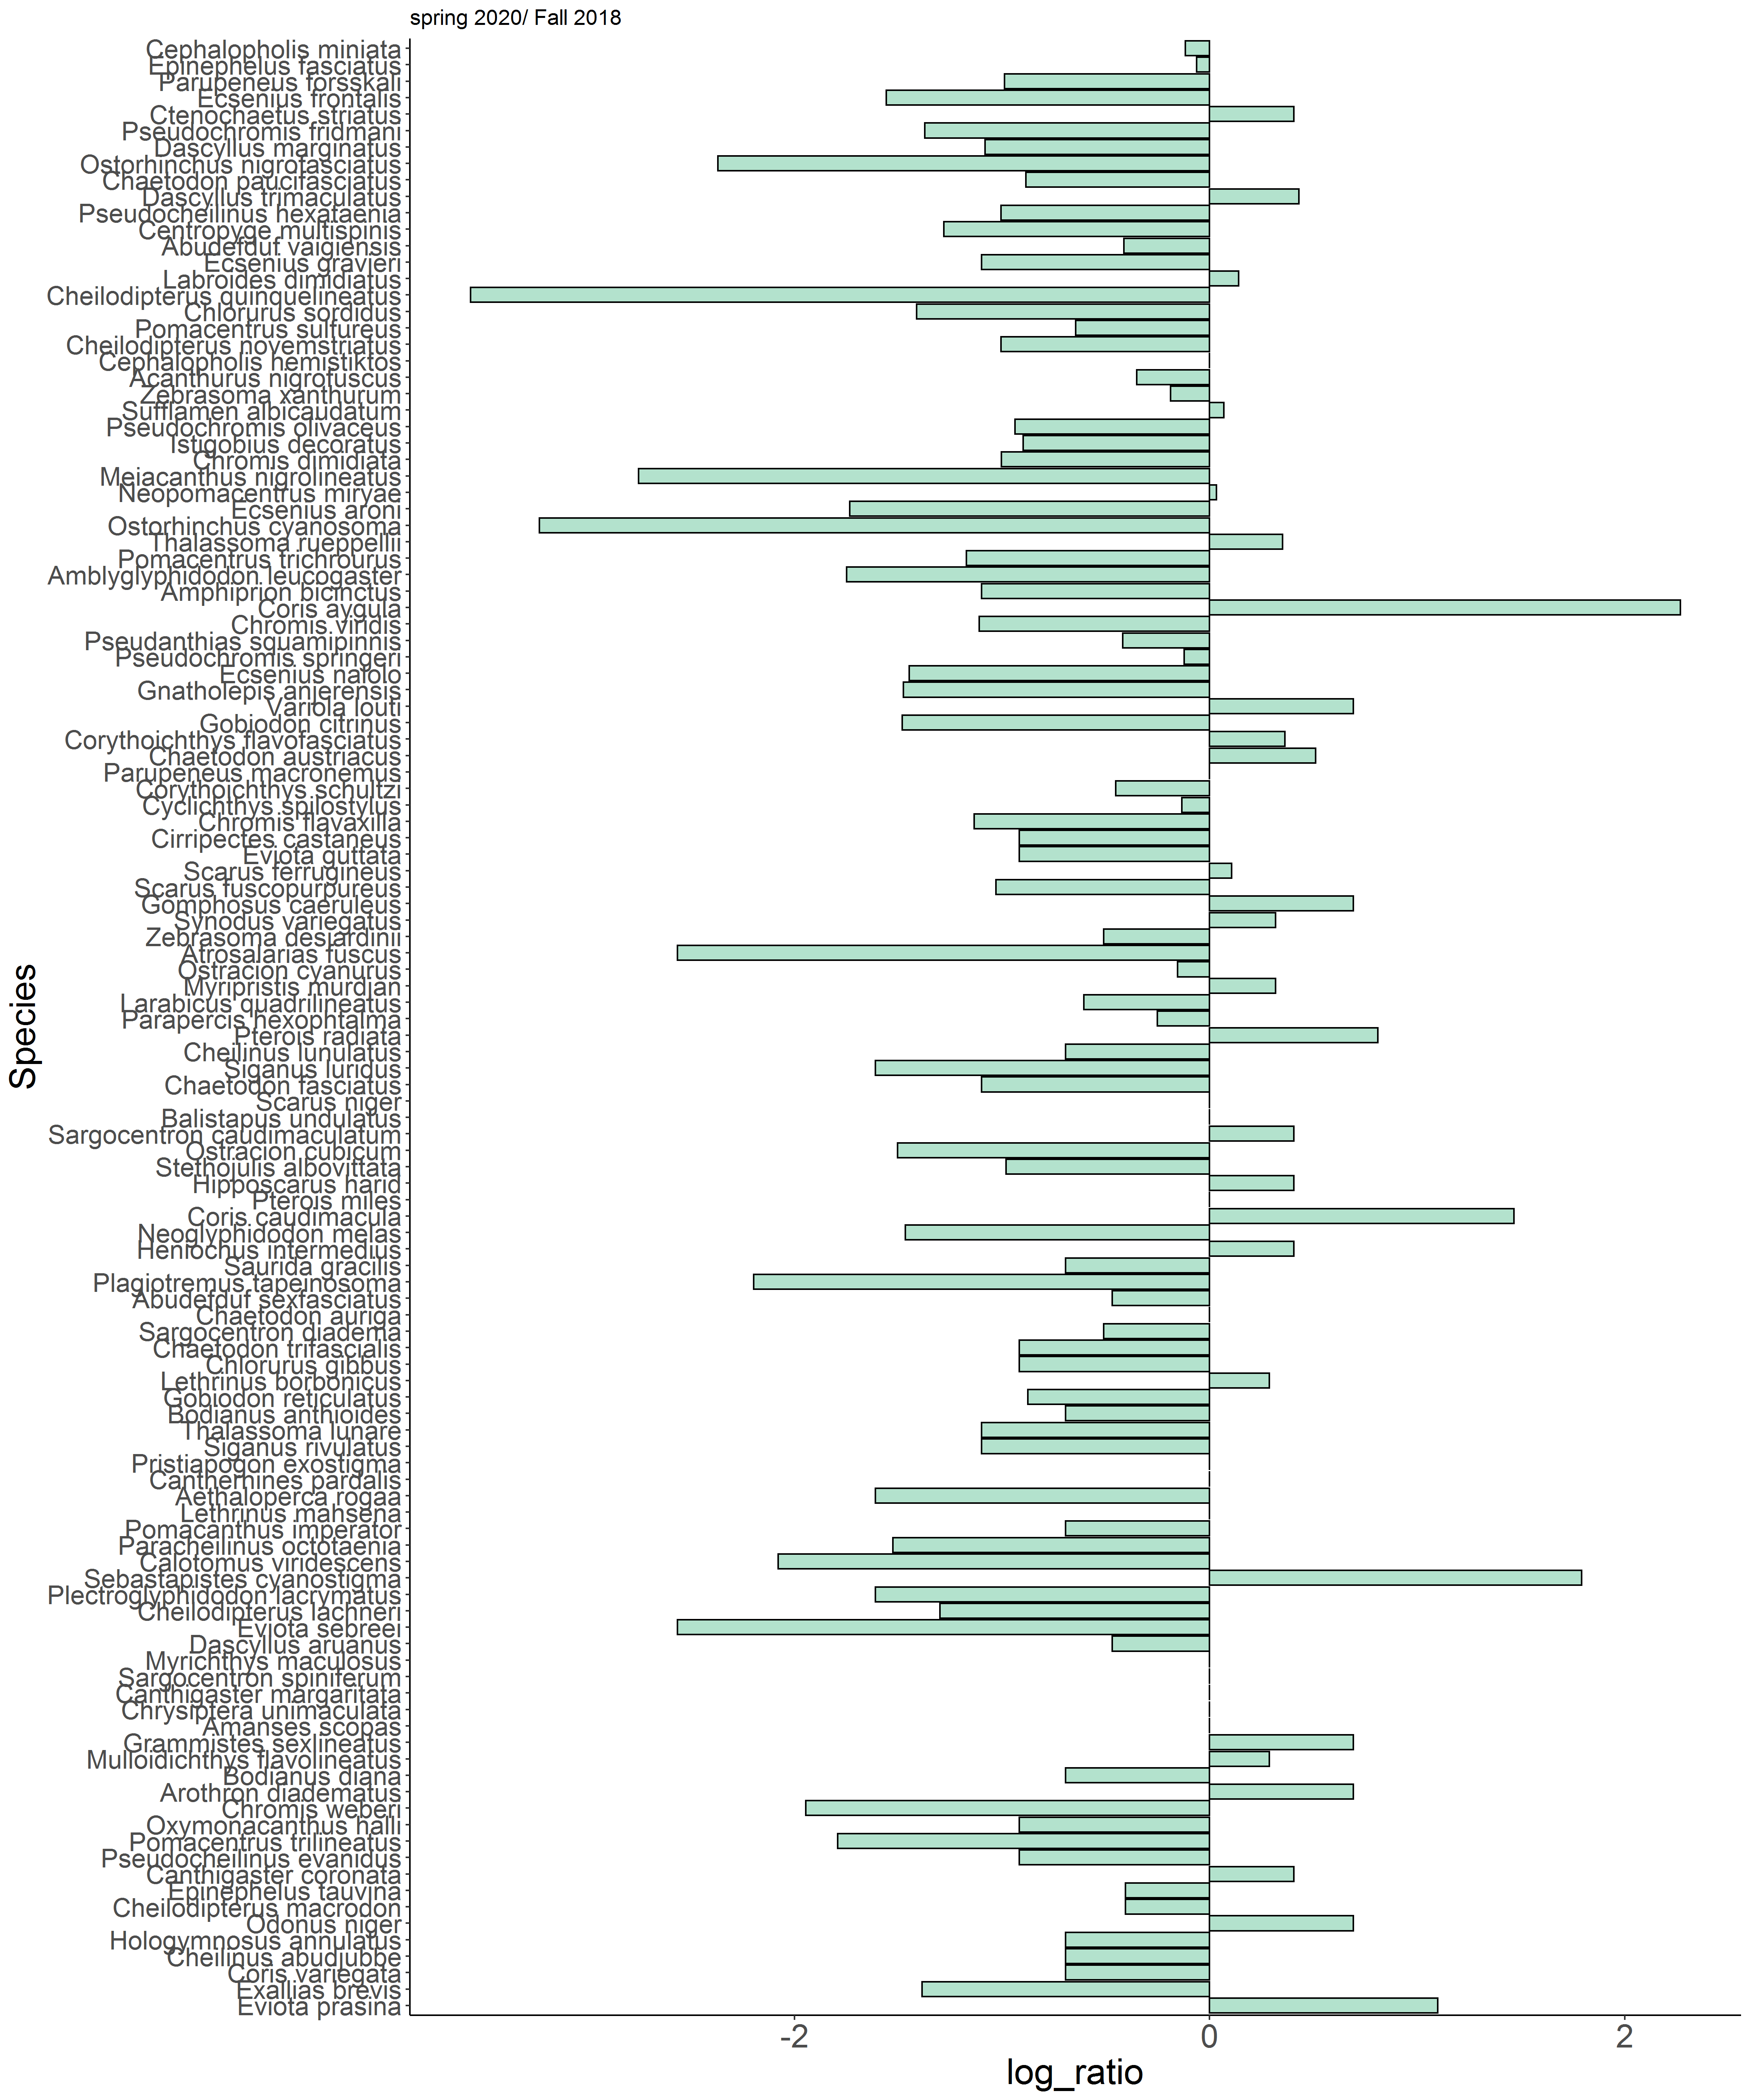 spring 2020/ Fall 2018
Cephalopholis miniata
Epinephelus fasciatus
Parupeneus forsskali
Ecsenius frontalis
Ctenochaetus striatus
Pseudochromis fridmani
Dascyllus marginatus
Ostorhinchus nigrofasciatus
Chaetodon paucifasciatus
Dascyllus trimaculatus
Pseudocheilinus hexataenia
Centropyge multispinis
Abudefduf vaigiensis
Ecsenius gravieri
Labroides dimidiatus
Cheilodipterus quinquelineatus
Chlorurus sordidus
Pomacentrus sulfureus
Cheilodipterus novemstriatus
Cephalopholis hemistiktos
Acanthurus nigrofuscus
Zebrasoma xanthurum
Sufflamen albicaudatum
Pseudochromis olivaceus
Istigobius decoratus
Chromis dimidiata
Meiacanthus nigrolineatus
Neopomacentrus miryae
Ecsenius aroni
Ostorhinchus cyanosoma
Thalassoma rueppellii
Pomacentrus trichrourus
Amblyglyphidodon leucogaster
Amphiprion bicinctus
Coris aygula
Chromis viridis
Pseudanthias squamipinnis
Pseudochromis springeri
Ecsenius nalolo
Gnatholepis anjerensis
Variola louti
Gobiodon citrinus
Corythoichthys flavofasciatus
Chaetodon austriacus
Parupeneus macronemus
Corythoichthys schultzi
Cyclichthys spilostylus
Chromis flavaxilla
Cirripectes castaneus
Eviota guttata
Scarus ferrugineus
Scarus fuscopurpureus
Gomphosus caeruleus
Synodus variegatus
Zebrasoma desjardinii
Atrosalarias fuscus
Ostracion cyanurus
Myripristis murdjan
Larabicus quadrilineatus
Parapercis hexophtalma
Pterois radiata
Cheilinus lunulatus
Siganus luridus
Chaetodon fasciatus
Scarus niger
Balistapus undulatus
Sargocentron caudimaculatum
Ostracion cubicum
Stethojulis albovittata
Hipposcarus harid
Pterois miles
Coris caudimacula
Neoglyphidodon melas
Heniochus intermedius
Saurida gracilis
Plagiotremus tapeinosoma
Abudefduf sexfasciatus
Chaetodon auriga
Sargocentron diadema
Chaetodon trifascialis
Chlorurus gibbus
Lethrinus borbonicus
Gobiodon reticulatus
Bodianus anthioides
Thalassoma lunare
Siganus rivulatus
Pristiapogon exostigma
Cantherhines pardalis
Aethaloperca rogaa
Lethrinus mahsena
Pomacanthus imperator
Paracheilinus octotaenia
Calotomus viridescens
Sebastapistes cyanostigma
Plectroglyphidodon lacrymatus
Cheilodipterus lachneri
Eviota sebreei
Dascyllus aruanus
Myrichthys maculosus
Sargocentron spiniferum
Canthigaster margaritata
Chrysiptera unimaculata
Amanses scopas
Grammistes sexlineatus
Mulloidichthys flavolineatus
Bodianus diana
Arothron diadematus
Chromis weberi
Oxymonacanthus halli
Pomacentrus trilineatus
Pseudocheilinus evanidus
Canthigaster coronata
Epinephelus tauvina
Cheilodipterus macrodon
Odonus niger
Hologymnosus annulatus
Cheilinus abudjubbe
Coris variegata
Exallias brevis
Eviota prasina
Species
-2 0 2
log_ratio